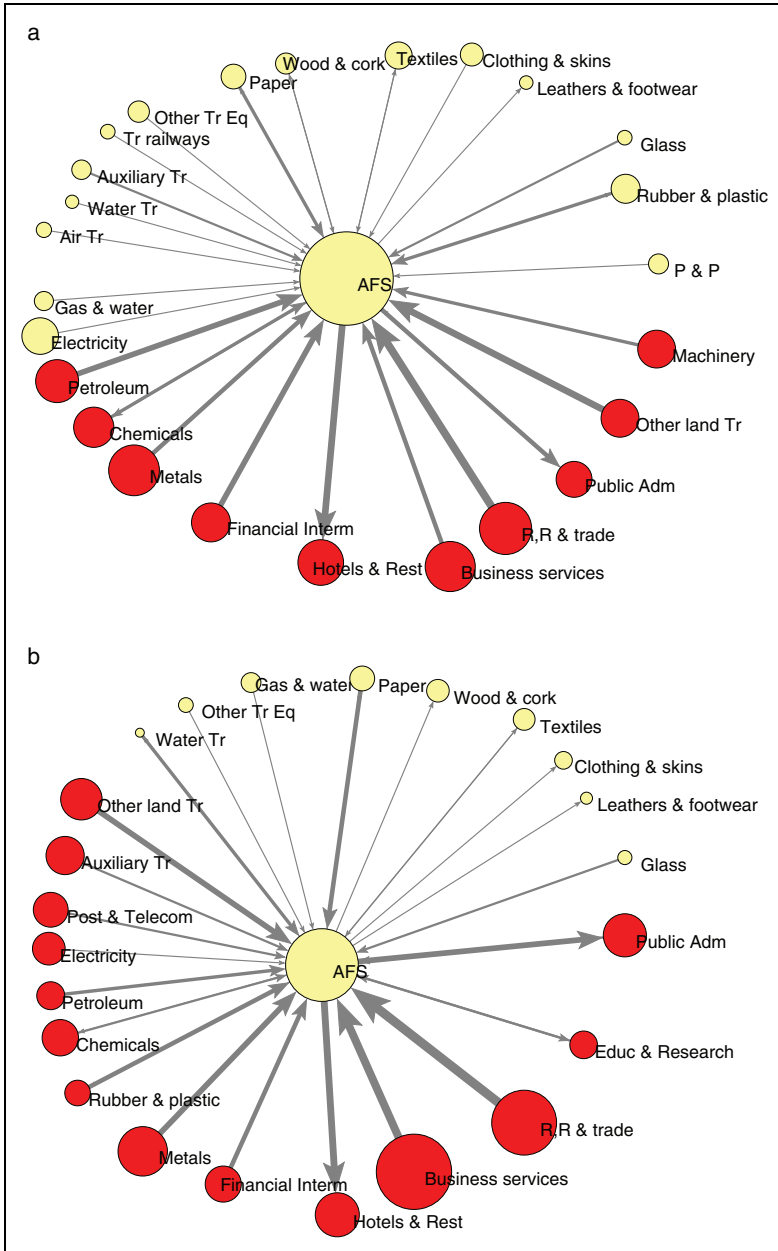 a
Wood & cork
Textiles
Clothing & skins
Paper
Leathers & footwear
Other Tr Eq
Tr railways
Glass
Auxiliary Tr
Rubber & plastic
Water Tr
Air Tr
P & P
AFS
Gas & water
Electricity
Machinery
Petroleum
Other land Tr
Chemicals
Metals
Public Adm
Financial Interm
R,R & trade
Hotels & Rest
Business services
b
Gas & water
Paper
Wood & cork
Other Tr Eq
Textiles
Water Tr
Clothing & skins
Other land Tr
Leathers & footwear
Auxiliary Tr
Glass
Post & Telecom
Public Adm
Electricity
AFS
Petroleum
Chemicals
Educ & Research
Rubber & plastic
R,R & trade
Metals
Business services
Financial Interm
Hotels & Rest